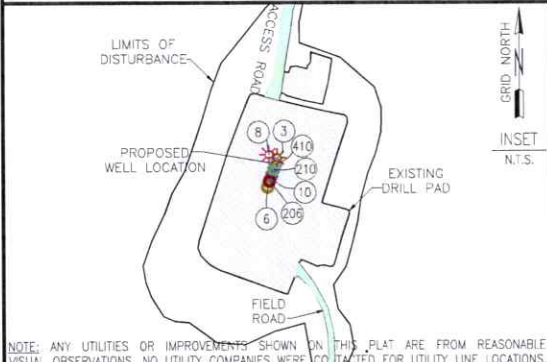 LIMITS OF
DISTURBANCE
ACCESS ROAD
GRID NORTH
N
INSET
N.T.S.
8
3
410
PROPOSED
WELL LOCATION
210
EXISTING
DRILL PAD
10
206
6
FIELD
ROAD
NOTE: ANY UTILITIES OR IMPROVEMENTS SHOWN ON THIS PLAT ARE FROM REASONABLE
VISUAL OBSERVATIONS. NO UTILITY COMPANIES WERE CONTACTED FOR UTILITY LINE LOCATIONS.